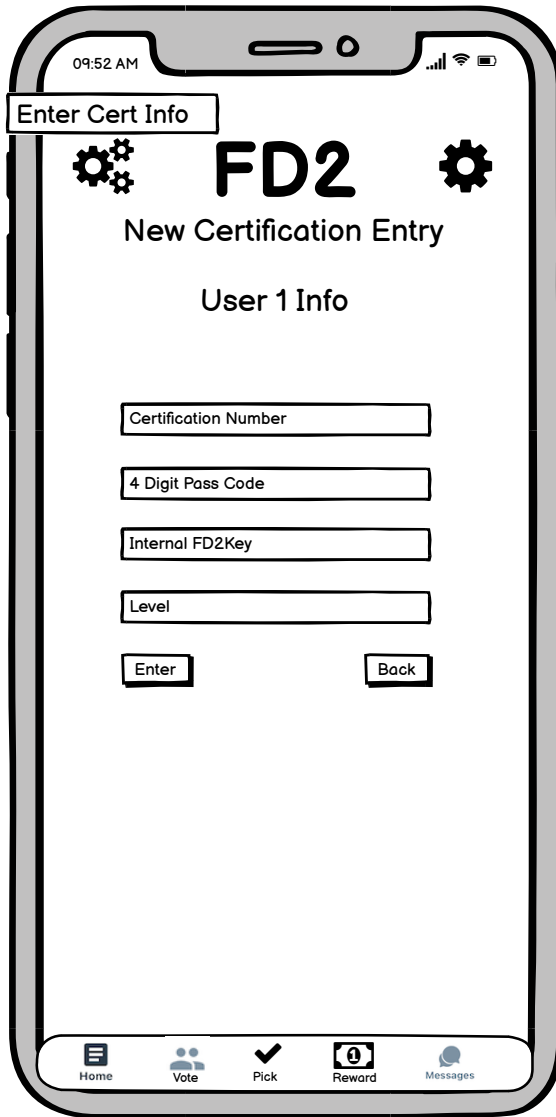 09:52 AM
Enter Cert Info
FD2
New Certification Entry
User 1 Info
Certification Number
4 Digit Pass Code
Internal FD2Key
Level
Enter Back
1
Home Vote Pick Reward Messages